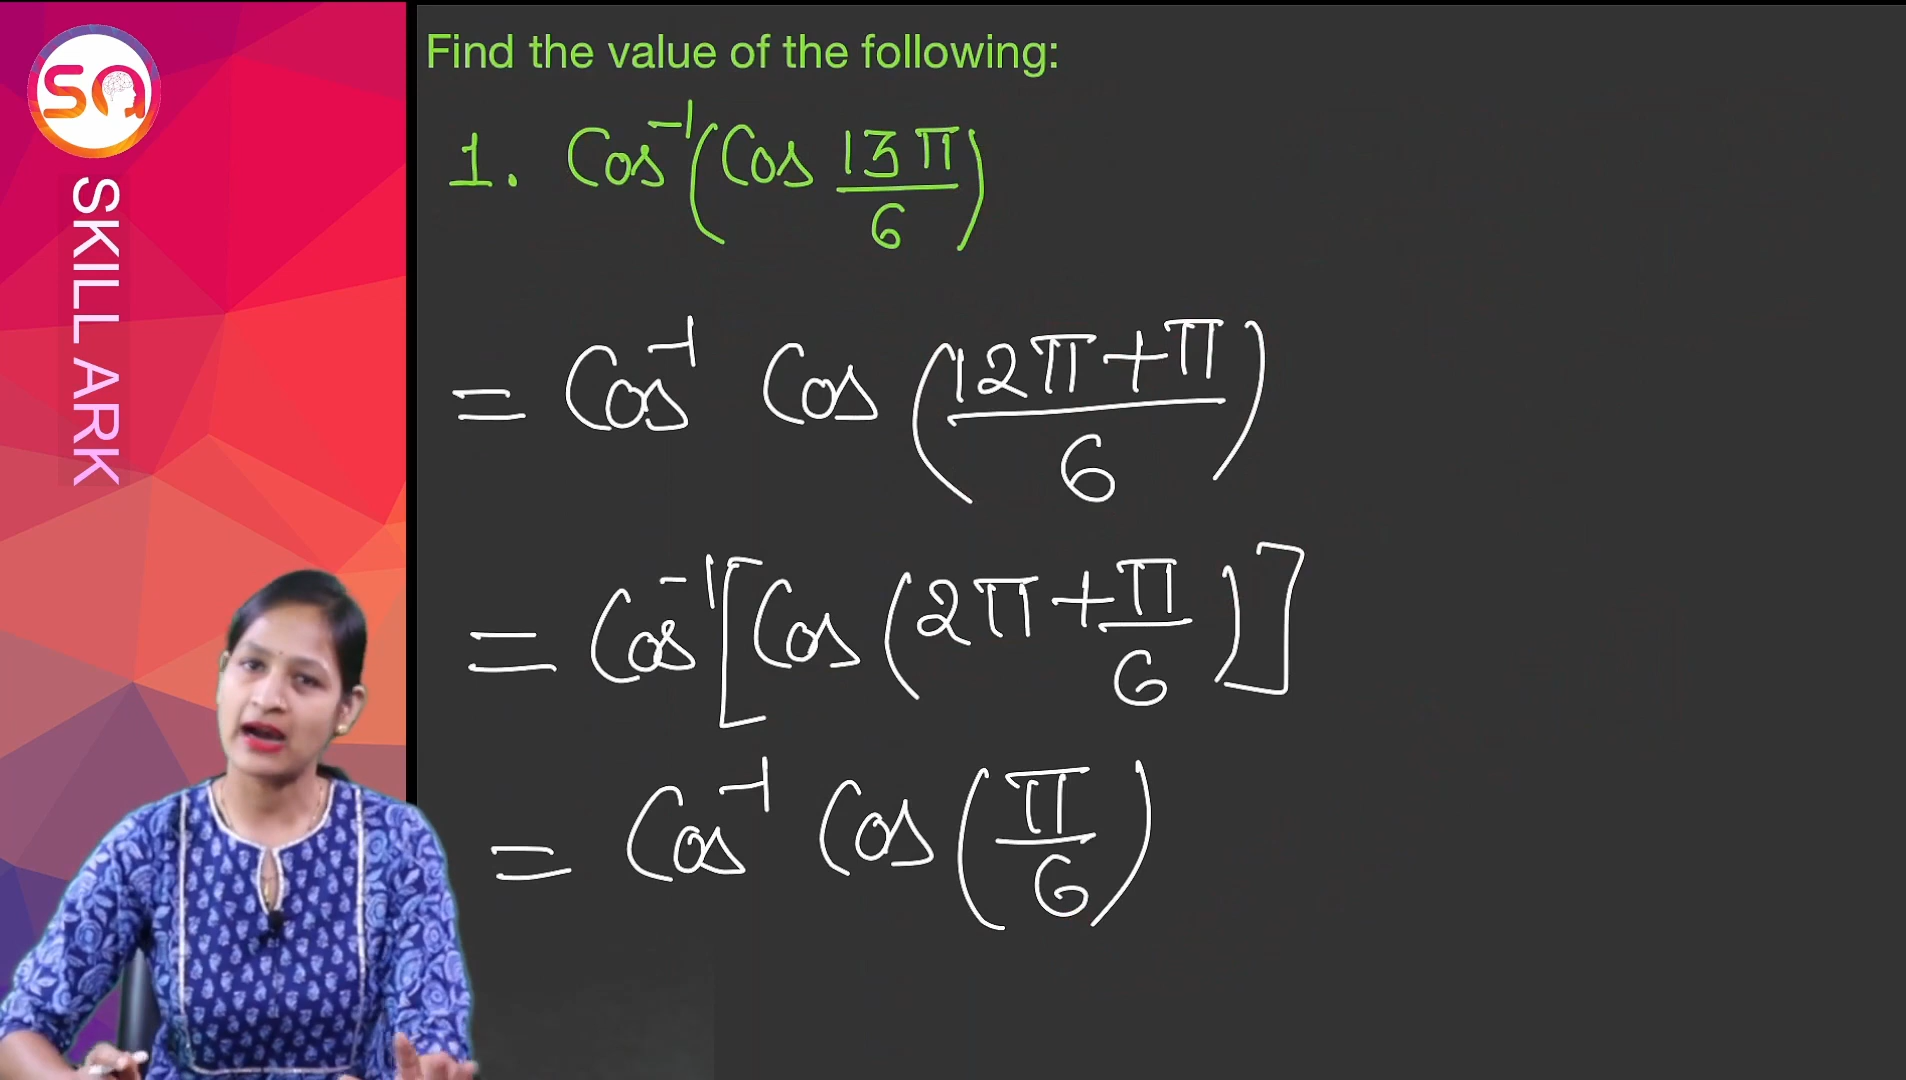 SA
SKILL ARK
Find the value of the following:
1. Cos⁻¹(Cos 13π/6)
= Cos⁻¹ Cos (12π+π/6)
= Cos⁻¹[Cos(2π+π/6)]
= Cos⁻¹ Cos(π/6)